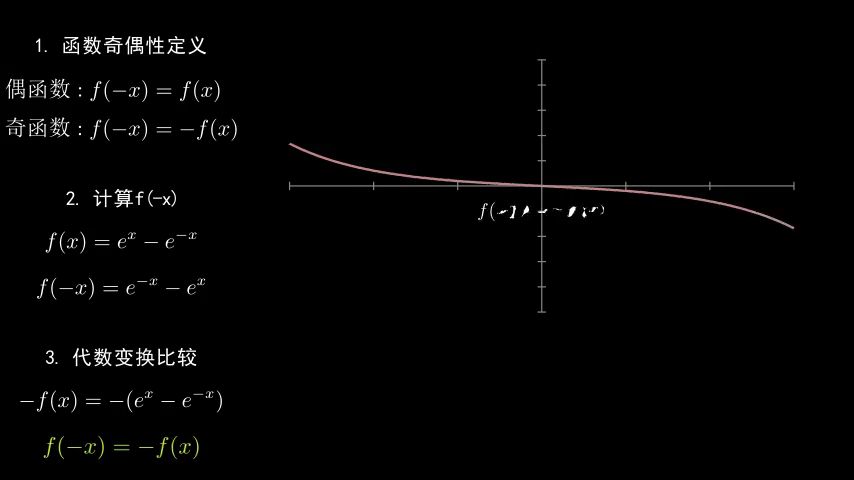 1. 函数奇偶性定义
偶函数 : f(−x) = f(x)
奇函数 : f(−x) = −f(x)
2. 计算f(-x)
f(x) = e^x − e^{−x}
f(−x) = e^{−x} − e^x
3. 代数变换比较
−f(x) = −(e^x − e^{−x})
f(−x) = −f(x)